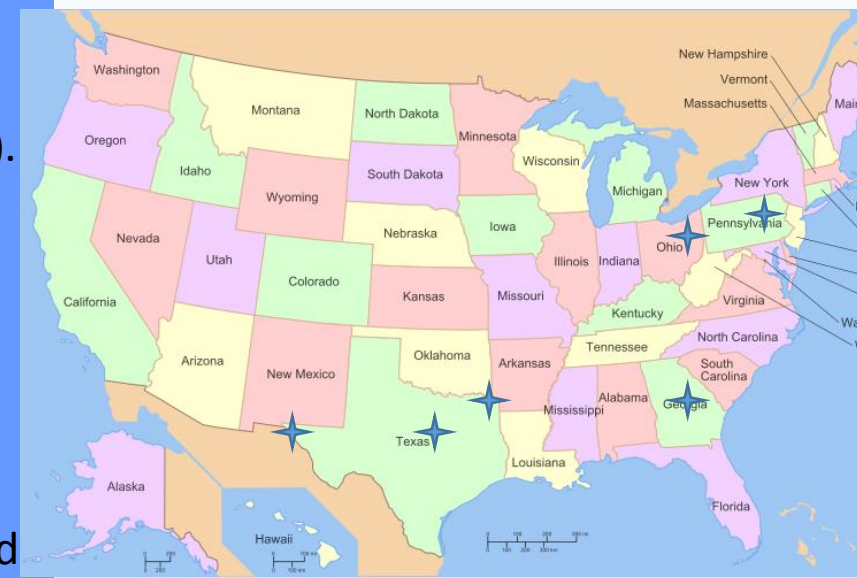 ).
d
New Hampshire
Vermont
Massachusetts
Washington
Montana
North Dakota
Minnesota
Oregon
Idaho
Wisconsin
South Dakota
Michigan
New York
Wyoming
Iowa
Pennsylvania
Nebraska
Nevada
Ohio
Utah
Illinois
Indiana
Colorado
California
Kansas
Missouri
Virginia
Kentucky
North Carolina
Tennessee
Oklahoma
Arizona
New Mexico
Arkansas
South
Carolina
Alabama
Georgia
Mississippi
Texas
Louisiana
Alaska
Florida
Hawaii